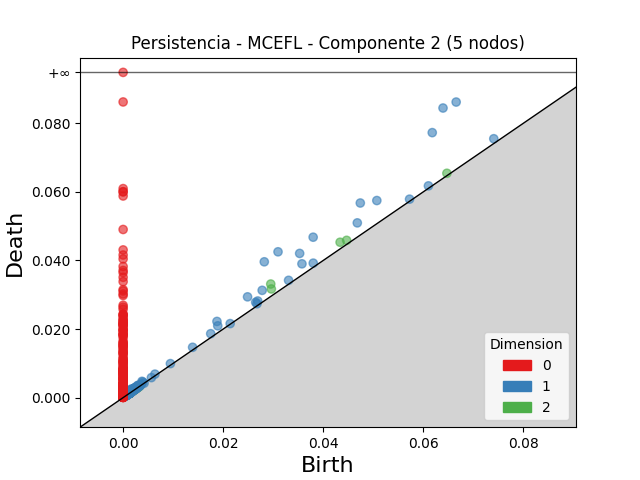 Persistencia - MCEFL - Componente 2 (5 nodos)
+∞
0.080
0.060
0.040
0.020
0.000
Death
Dimension
0
1
2
0.00 0.02 0.04 0.06 0.08
Birth